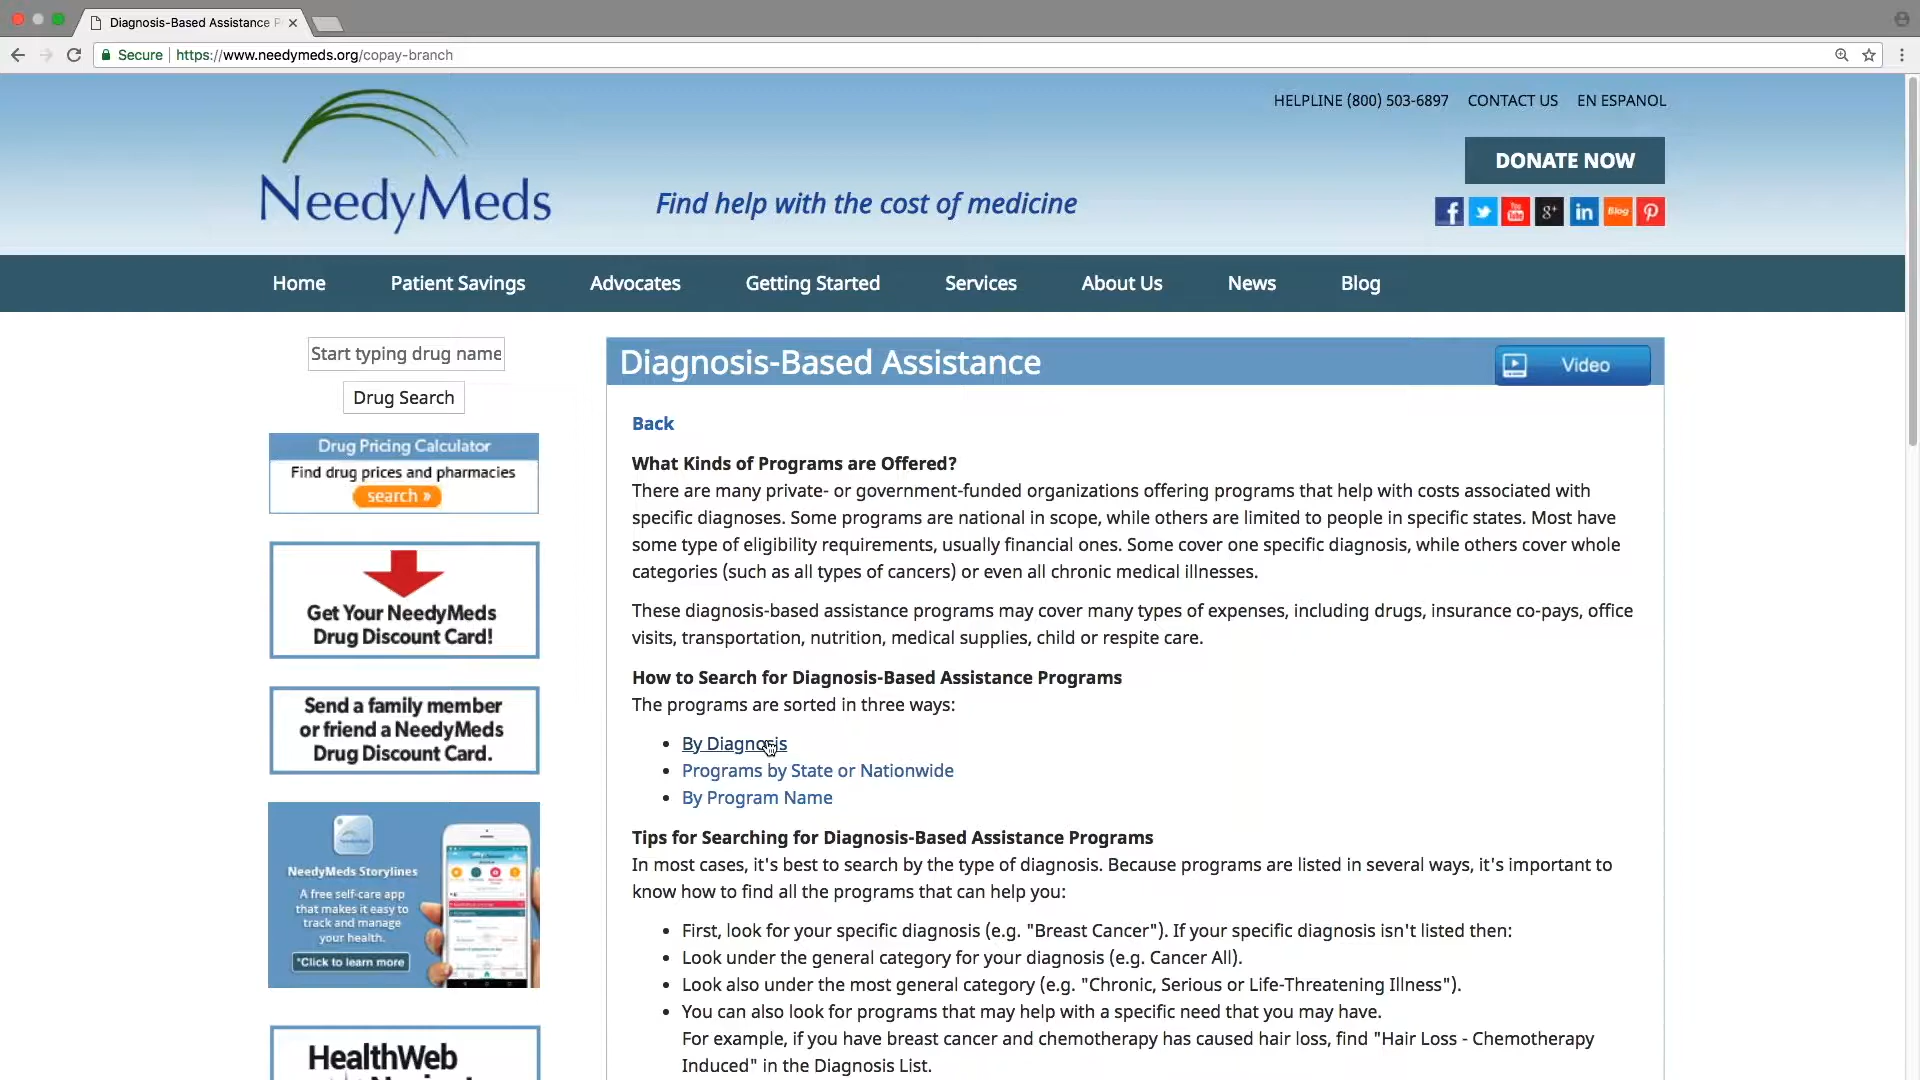 Diagnosis-Based Assistance P
Secure | https://www.needymeds.org/copay-branch
HELPLINE (800) 503-6897 CONTACT US EN ESPANOL
DONATE NOW
NeedyMeds
Find help with the cost of medicine
Blog
Home Patient Savings Advocates Getting Started Services About Us News Blog
Start typing drug name
Drug Search
Drug Pricing Calculator
Find drug prices and pharmacies
search »
Get Your NeedyMeds
Drug Discount Card!
Send a family member
or friend a NeedyMeds
Drug Discount Card.
NeedyMeds Storylines
A free self-care app
that makes it easy to
track and manage
your health.
*Click to learn more
HealthWeb
Diagnosis-Based Assistance
Video
Back
What Kinds of Programs are Offered?
There are many private- or government-funded organizations offering programs that help with costs associated with
specific diagnoses. Some programs are national in scope, while others are limited to people in specific states. Most have
some type of eligibility requirements, usually financial ones. Some cover one specific diagnosis, while others cover whole
categories (such as all types of cancers) or even all chronic medical illnesses.
These diagnosis-based assistance programs may cover many types of expenses, including drugs, insurance co-pays, office
visits, transportation, nutrition, medical supplies, child or respite care.
How to Search for Diagnosis-Based Assistance Programs
The programs are sorted in three ways:
• By Diagnosis
• Programs by State or Nationwide
• By Program Name
Tips for Searching for Diagnosis-Based Assistance Programs
In most cases, it's best to search by the type of diagnosis. Because programs are listed in several ways, it's important to
know how to find all the programs that can help you:
• First, look for your specific diagnosis (e.g. "Breast Cancer"). If your specific diagnosis isn't listed then:
• Look under the general category for your diagnosis (e.g. Cancer All).
• Look also under the most general category (e.g. "Chronic, Serious or Life-Threatening Illness").
• You can also look for programs that may help with a specific need that you may have.
For example, if you have breast cancer and chemotherapy has caused hair loss, find "Hair Loss - Chemotherapy
Induced" in the Diagnosis List.